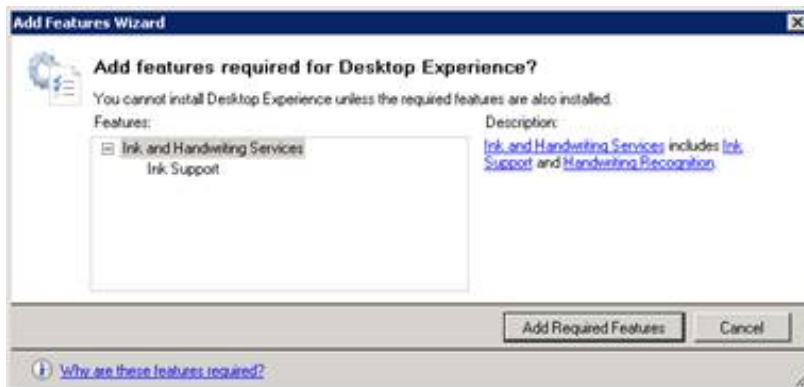 Add Features Wizard
Add features required for Desktop Experience?
You cannot install Desktop Experience unless the required features are also installed.
Features:
Description:
Ink and Handwriting Services
Ink Support
Ink and Handwriting Services includes Ink
Support and Handwriting Recognition.
Add Required Features
Cancel
Why are these features required?